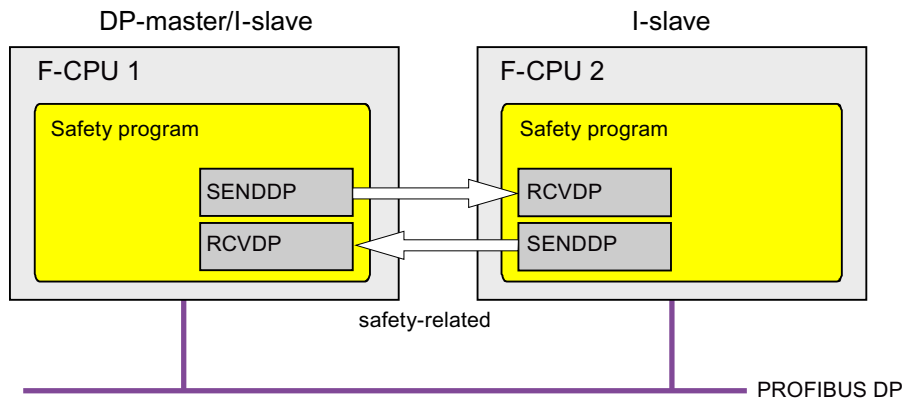 DP-master/I-slave
I-slave
F-CPU 1
F-CPU 2
Safety program
Safety program
SENDDP
RCVDP
RCVDP
SENDDP
safety-related
PROFIBUS DP